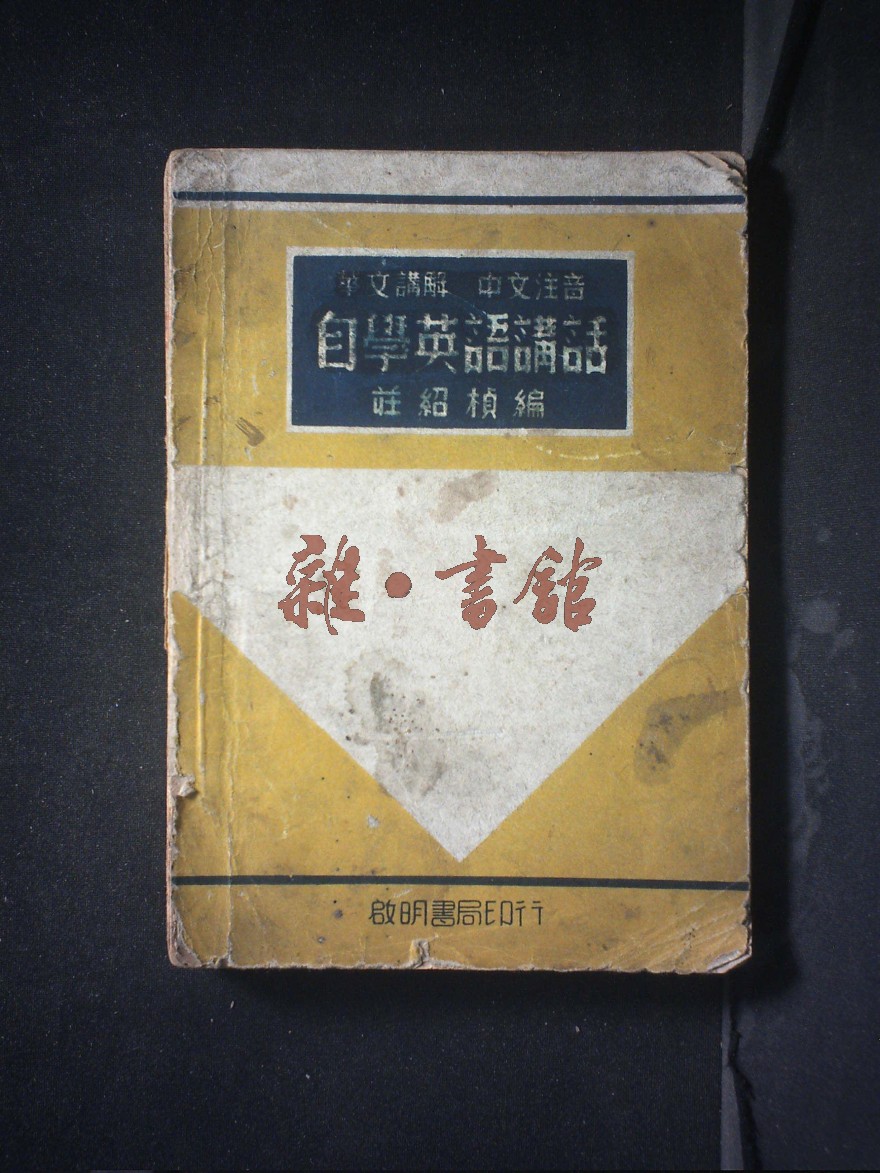 華文講解 中文注音
自學英語講話
莊紹楨編
雜·書館
啟明書局印行